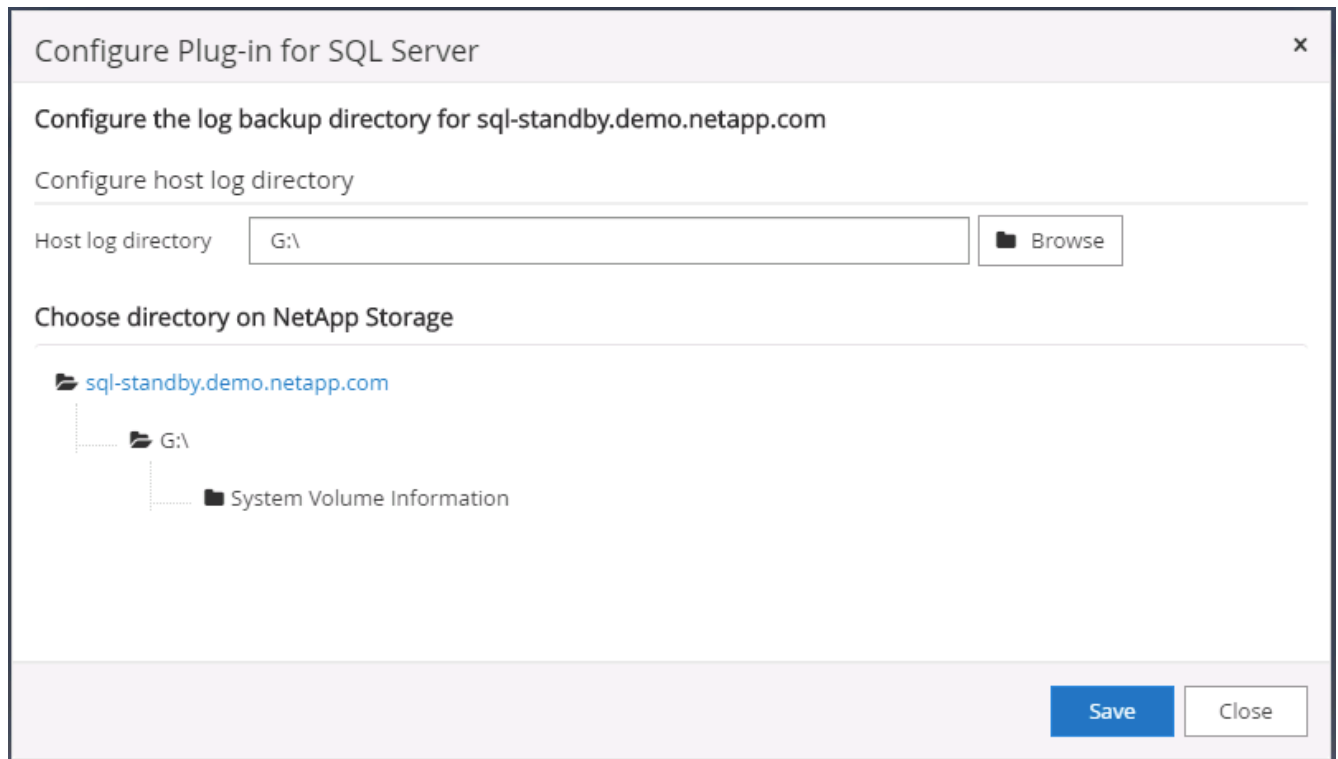 Configure Plug-in for SQL Server
×
Configure the log backup directory for sql-standby.demo.netapp.com
Configure host log directory
Host log directory G:\ Browse
Choose directory on NetApp Storage
sql-standby.demo.netapp.com
G:\
System Volume Information
Save Close